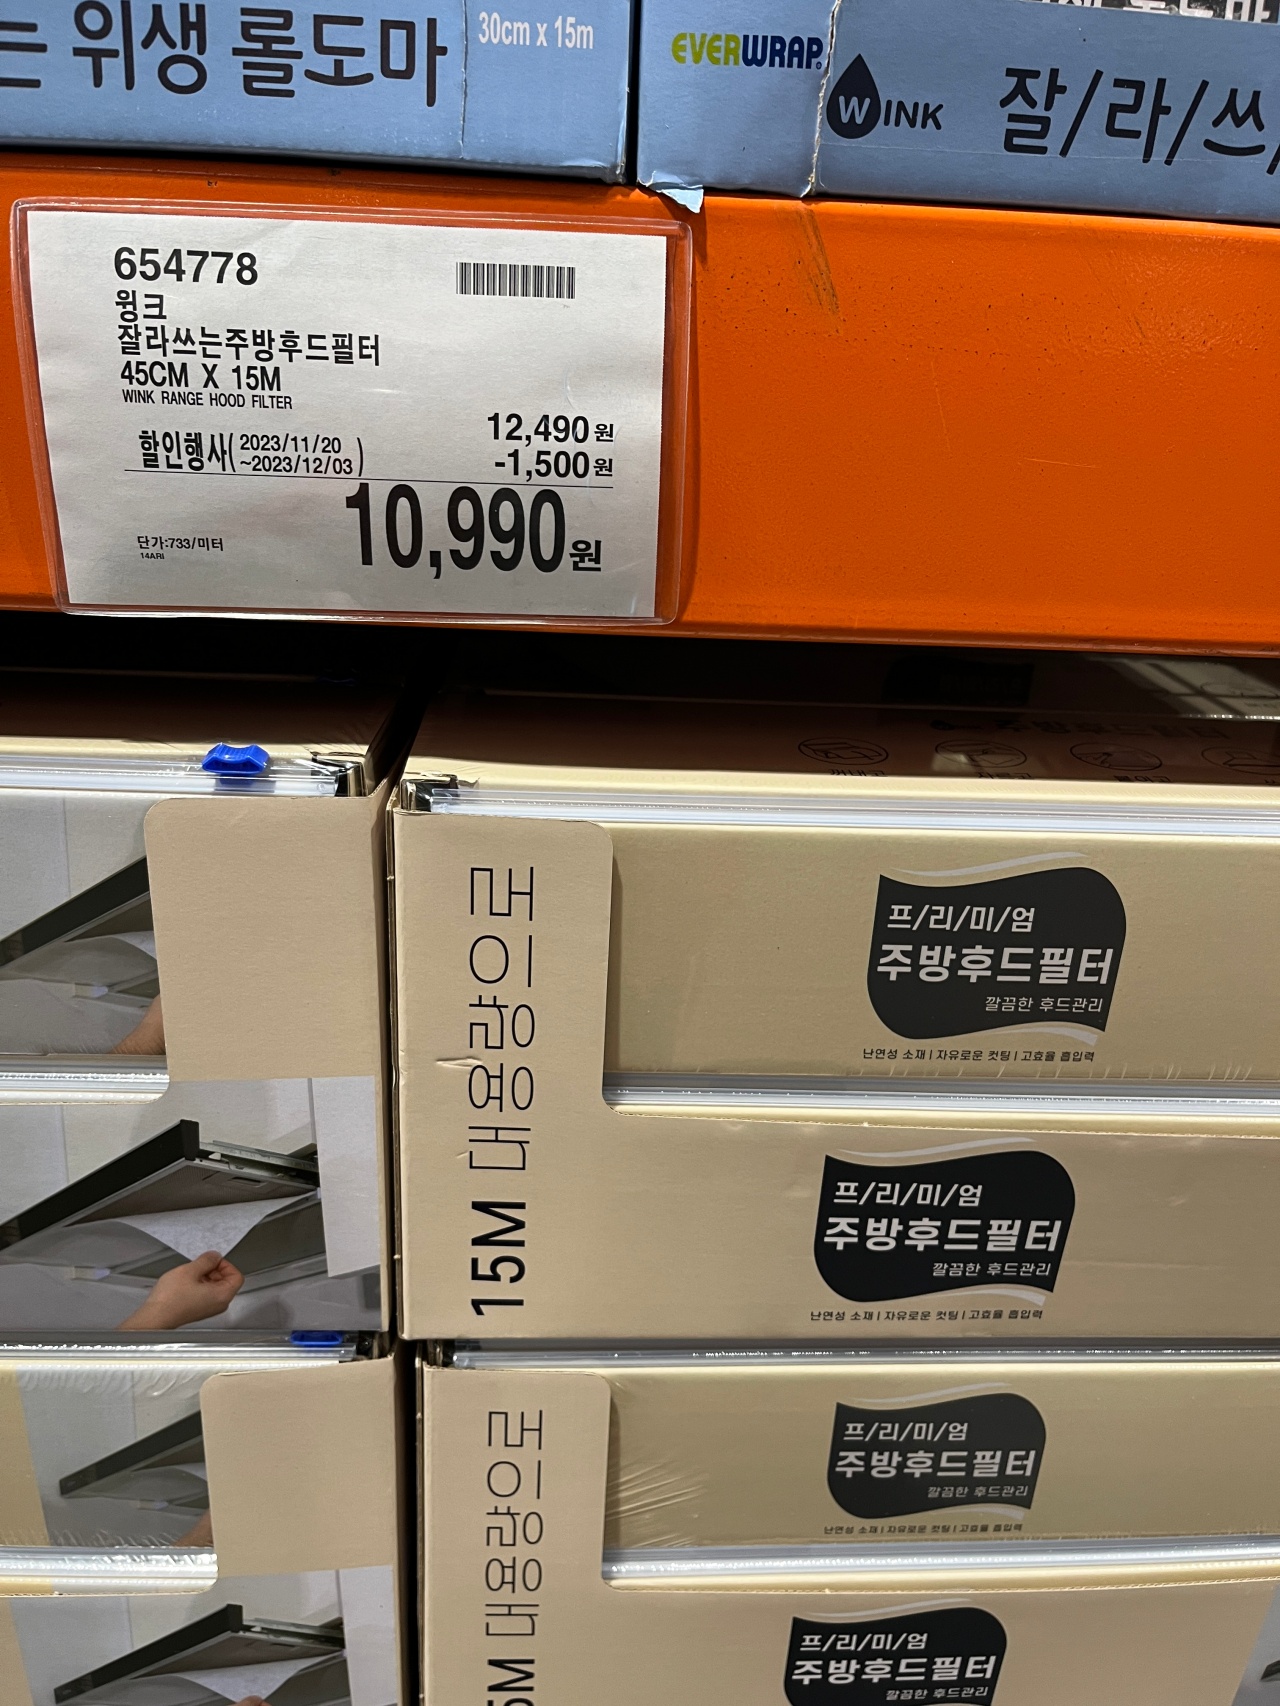 는 위생 롤도마
30cm x 15m
EVERWRAP
WINK
잘/라/쓰/
654778
윙크
잘라쓰는주방후드필터
45CM X 15M
WINK RANGE HOOD FILTER
12,490원
할인행사(2023/11/20
~2023/12/03)
-1,500원
10,990원
단가:733/미터
14ARI
꺼내고
자르고
붙이고
15M 대용량으로
프/리/미/엄
주방후드필터
깔끔한 후드관리
난연성 소재 | 자유로운 컷팅 | 고효율 흡입력
프/리/미/엄
주방후드필터
깔끔한 후드관리
난연성 소재 | 자유로운 컷팅 | 고효율 흡입력
5M 대용량으로
프/리/미/엄
주방후드필터
깔끔한 후드관리
난연성 소재 | 자유로운 컷팅 | 고효율 흡입력
프/리/미/엄
주방후드필터
깔끔한 후드관리